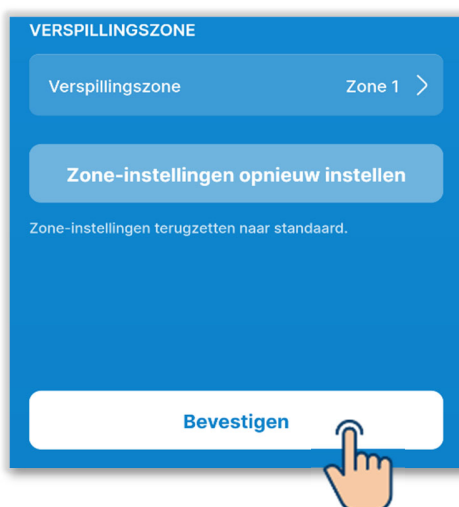 VERSPILLINGSZONE
Verspillingszone Zone 1
Zone-instellingen opnieuw instellen
Zone-instellingen terugzetten naar standaard.
Bevestigen